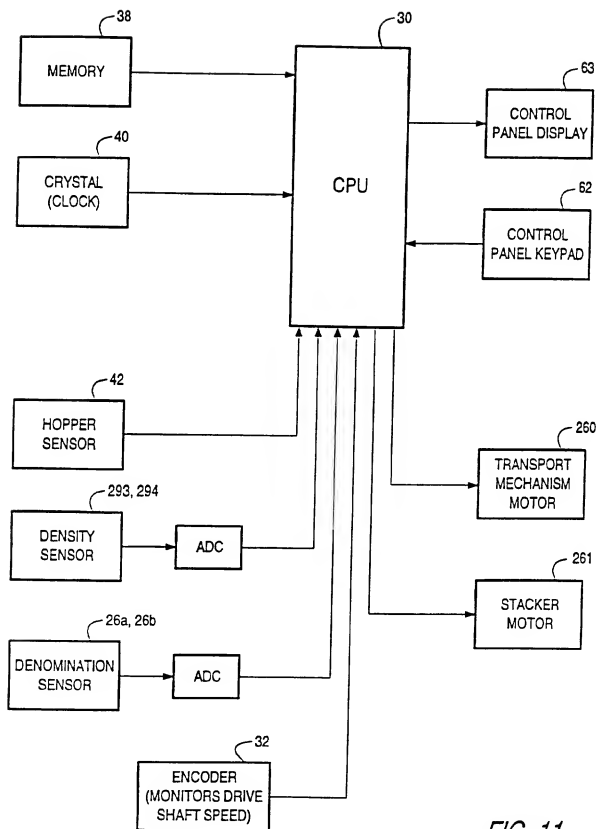 38
MEMORY
30
CPU
63
CONTROL
PANEL DISPLAY
40
CRYSTAL
(CLOCK)
62
CONTROL
PANEL KEYPAD
42
HOPPER
SENSOR
260
TRANSPORT
MECHANISM
MOTOR
293, 294
DENSITY
SENSOR
ADC
261
STACKER
MOTOR
26a, 26b
DENOMINATION
SENSOR
ADC
32
ENCODER
(MONITORS DRIVE
SHAFT SPEED)
FIG. 11